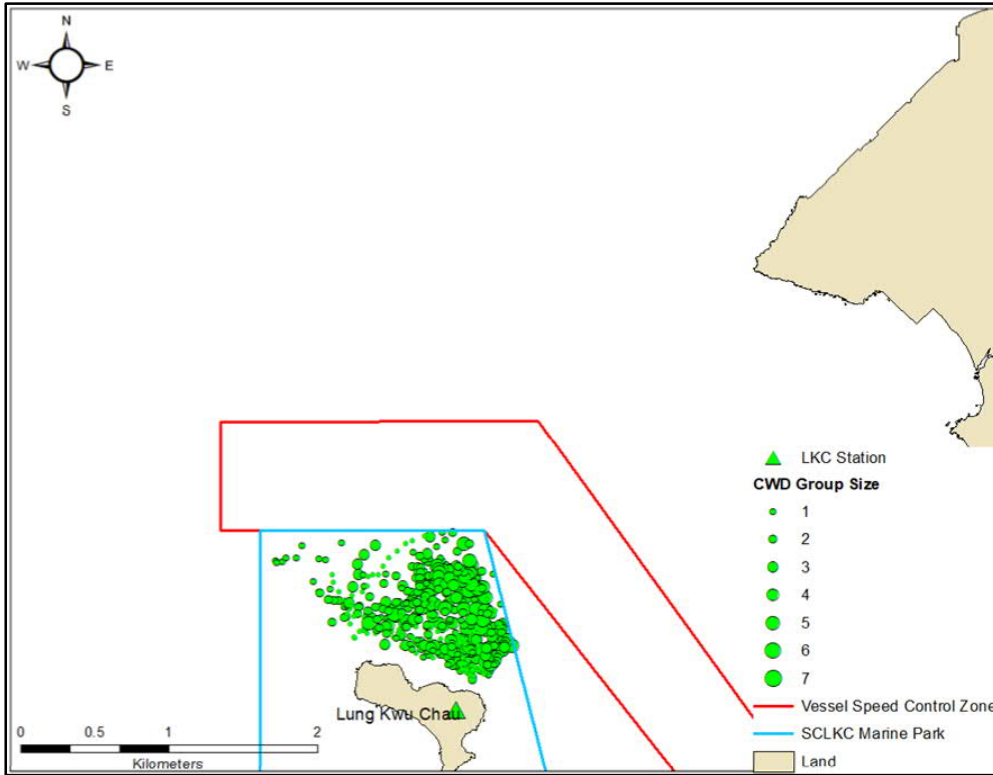 N
W E
S
LKC Station
CWD Group Size
1
2
3
4
5
6
7
Vessel Speed Control Zone
SCLKC Marine Park
Land
Lung Kwu Chau
0 0.5 1 2
Kilometers